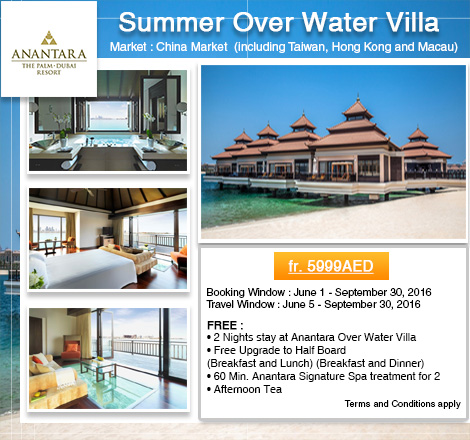 ANANTARA
THE PALM · DUBAI
RESORT
Summer Over Water Villa
Market : China Market (including Taiwan, Hong Kong and Macau)
fr. 5999AED
Booking Window : June 1 - September 30, 2016
Travel Window : June 5 - September 30, 2016
FREE :
• 2 Nights stay at Anantara Over Water Villa
• Free Upgrade to Half Board
(Breakfast and Lunch) (Breakfast and Dinner)
• 60 Min. Anantara Signature Spa treatment for 2
• Afternoon Tea
Terms and Conditions apply